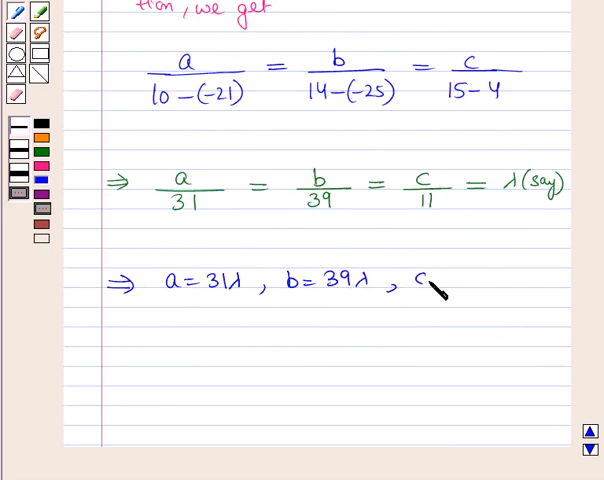 tion, we get
a/10-(-21) = b/14-(-25) = c/15-4
⇒ a/31 = b/39 = c/11 = λ(say)
⇒ a=31λ, b=39λ, c